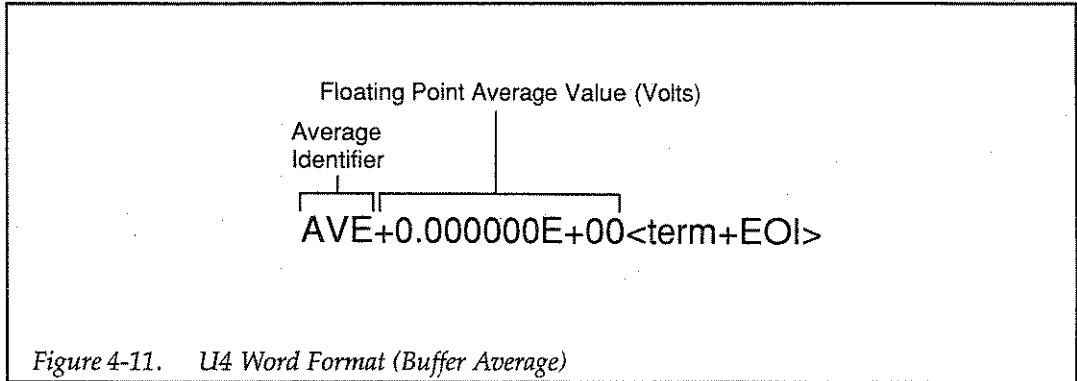 Floating Point Average Value (Volts)
Average
Identifier
AVE+0.000000E+00<term+EOI>
Figure 4-11. U4 Word Format (Buffer Average)